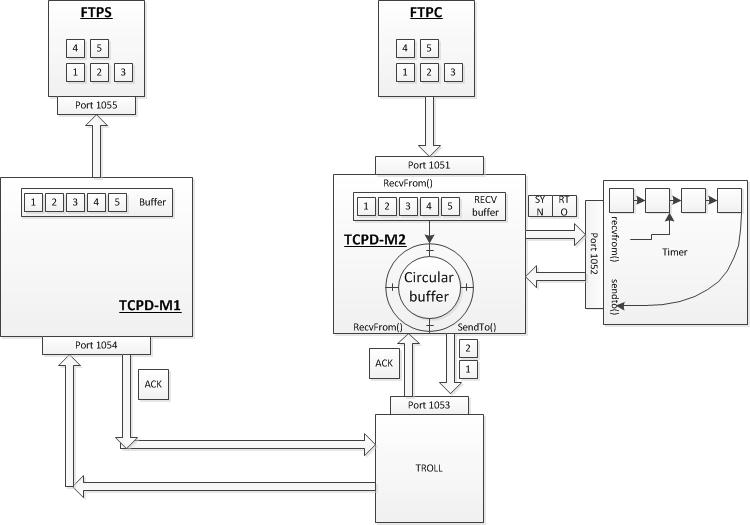 FTPS
4 5
1 2 3
Port 1055
FTPC
4 5
1 2 3
Port 1051
RecvFrom()
1 2 3 4 5 Buffer
TCPD-M1
Port 1054
ACK
1 2 3 4 5 RECV
buffer
TCPD-M2
Circular
buffer
RecvFrom() SendTo()
SY RT
N O
Port 1052
recvfrom()
sendto()
Timer
ACK
2
1
Port 1053
TROLL